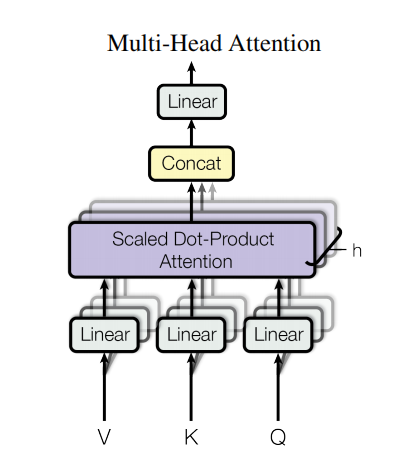 Multi-Head Attention
Linear
Concat
Scaled Dot-Product
Attention
h
Linear
Linear
Linear
V
K
Q